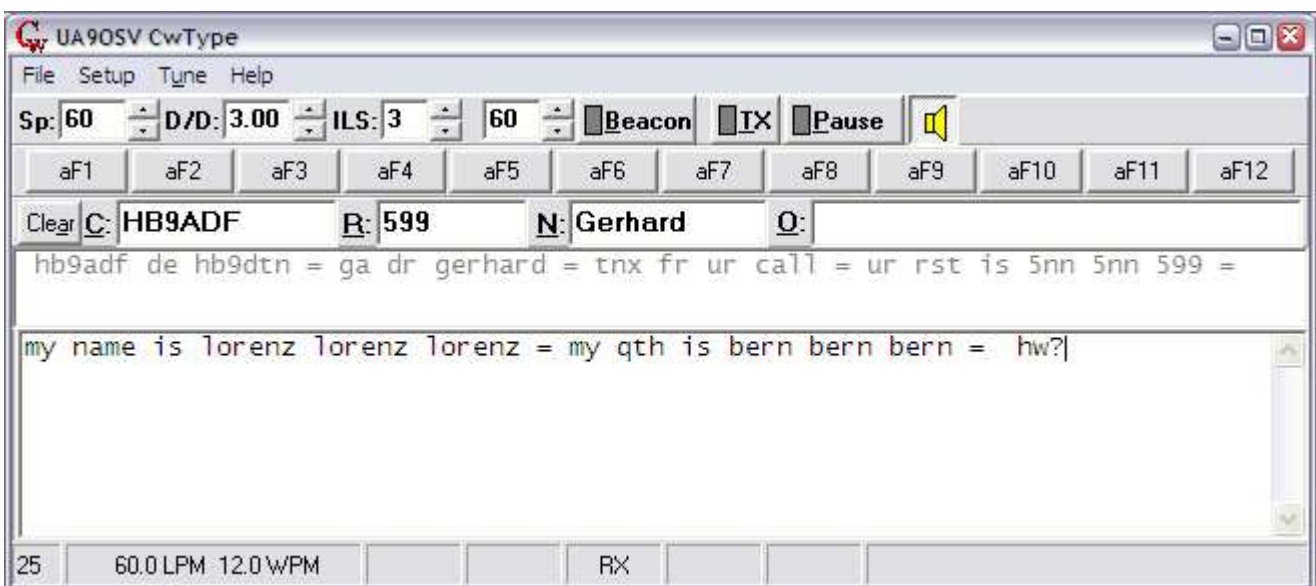 UA9OSV CwType
File Setup Tune Help
Sp: 60 D/D: 3.00 ILS: 3 60 Beacon TX Pause
aF1 aF2 aF3 aF4 aF5 aF6 aF7 aF8 aF9 aF10 aF11 aF12
Clear C: HB9ADF R: 599 N: Gerhard O:
hb9adf de hb9dtn = ga dr gerhard = tnx fr ur call = ur rst is 5nn 5nn 599 =
my name is lorenz lorenz lorenz = my qth is bern bern bern = hw?
25 60.0 LPM 12.0 WPM RX